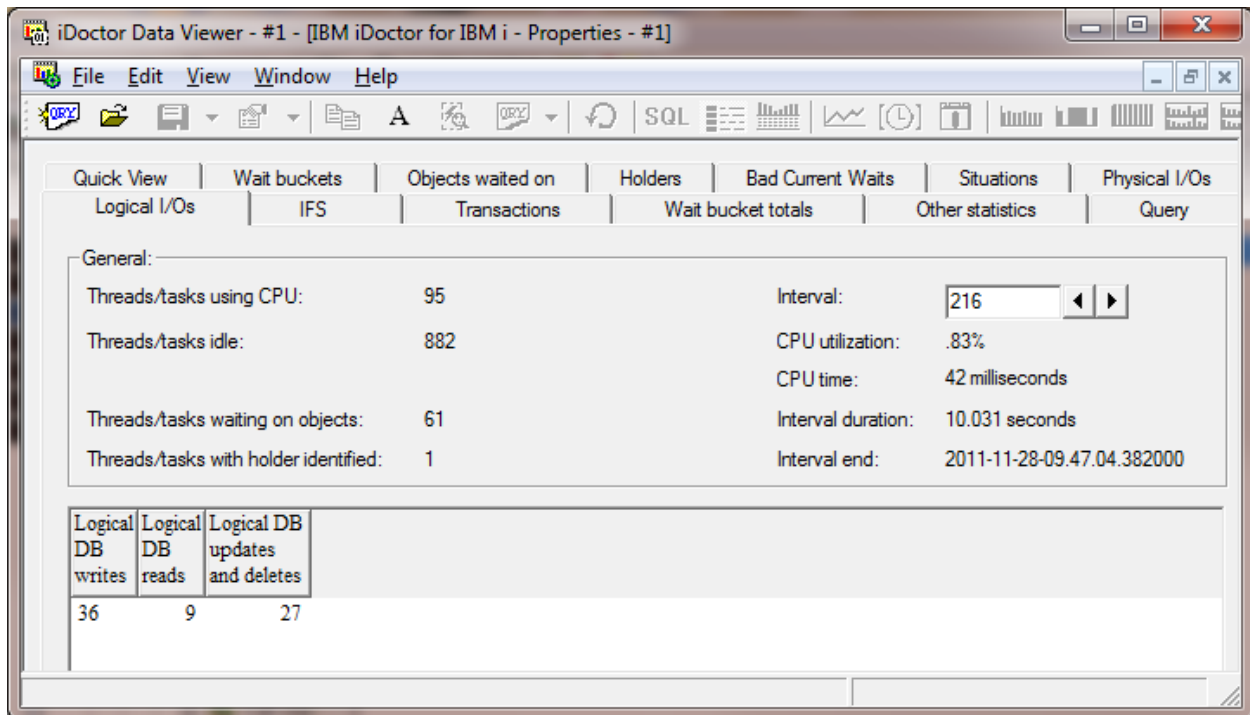 iDoctor Data Viewer - #1 - [IBM iDoctor for IBM i - Properties - #1]
File Edit View Window Help
QRY A QRY SQL
Quick View Wait buckets Objects waited on Holders Bad Current Waits Situations Physical I/Os
Logical I/Os IFS Transactions Wait bucket totals Other statistics Query
General:
Threads/tasks using CPU: 95 Interval: 216
Threads/tasks idle: 882 CPU utilization: .83%
CPU time: 42 milliseconds
Threads/tasks waiting on objects: 61 Interval duration: 10.031 seconds
Threads/tasks with holder identified: 1 Interval end: 2011-11-28-09.47.04.382000
Logical Logical Logical DB
DB DB updates
writes reads and deletes
36 9 27